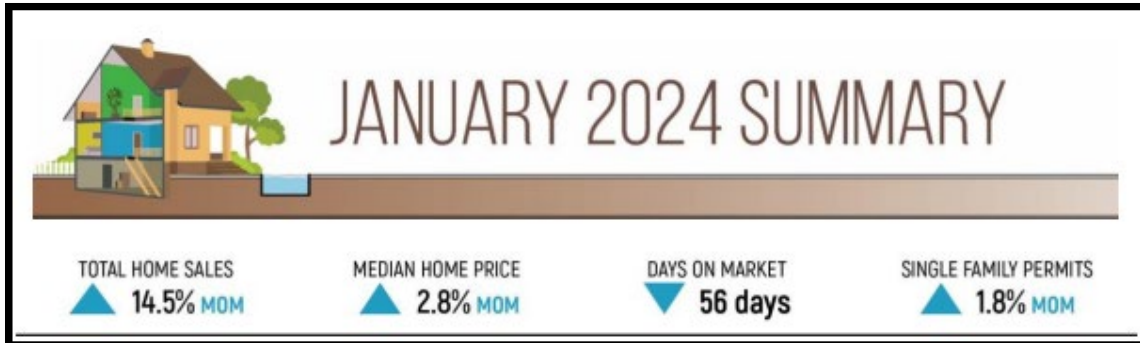 JANUARY 2024 SUMMARY
TOTAL HOME SALES
14.5% MOM
MEDIAN HOME PRICE
2.8% MOM
DAYS ON MARKET
56 days
SINGLE FAMILY PERMITS
1.8% MOM